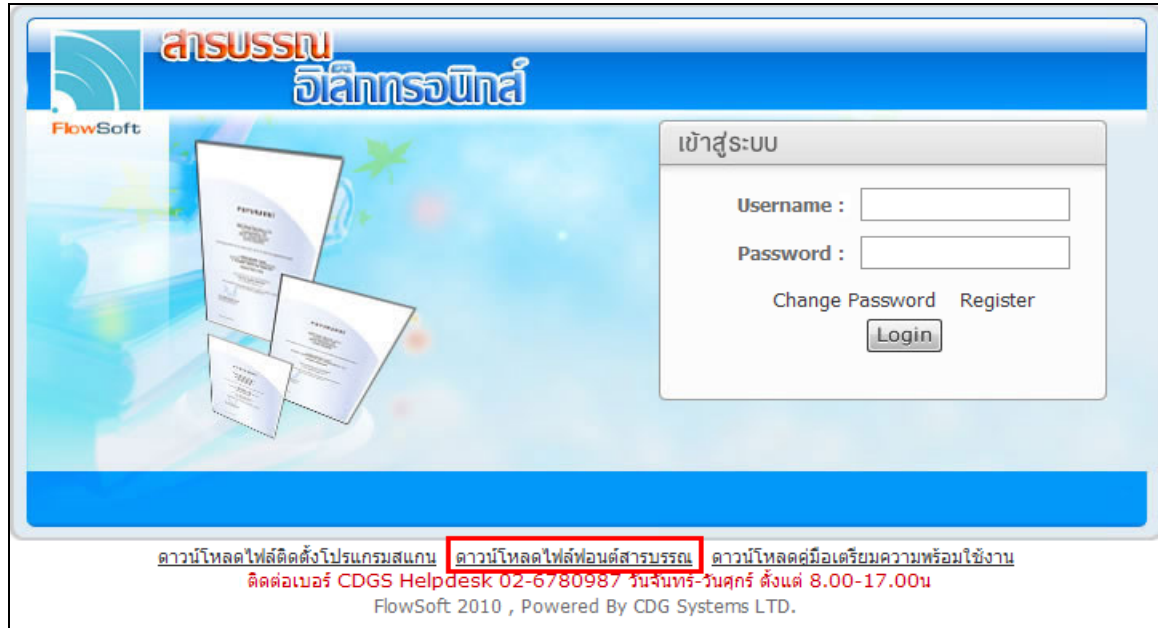 สารบรรณ
อิเล็กทรอนิกส์
FlowSoft
เข้าสู่ระบบ
Username :
Password :
Change Password Register
Login
ดาวน์โหลดไฟล์ติดตั้งโปรแกรมสแกน ดาวน์โหลดไฟล์ฟอนต์สารบรรณ ดาวน์โหลดคู่มือเตรียมความพร้อมใช้งาน
ติดต่อเบอร์ CDGS Helpdesk 02-6780987 วันจันทร์-วันศุกร์ ตั้งแต่ 8.00-17.00น
FlowSoft 2010 , Powered By CDG Systems LTD.